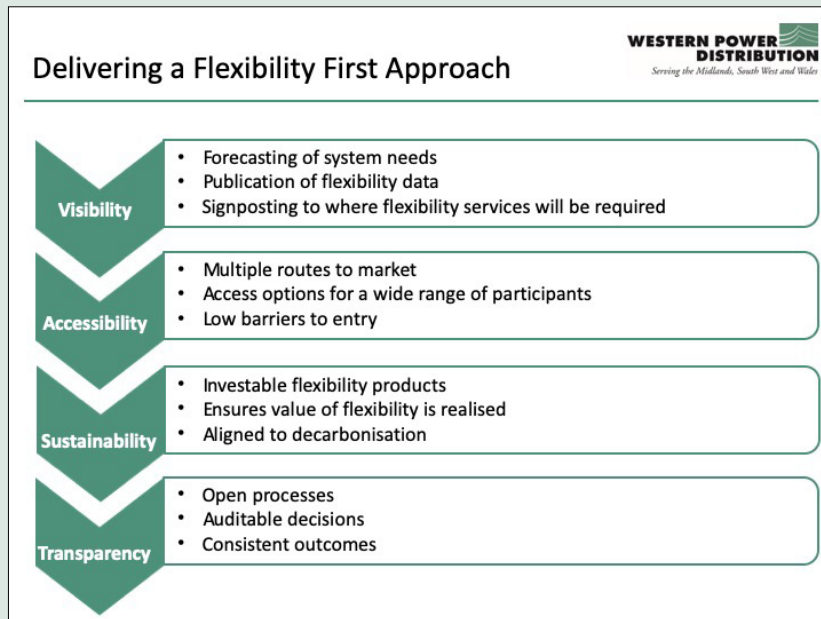 Delivering a Flexibility First Approach
WESTERN POWER
DISTRIBUTION
Serving the Midlands, South West and Wales
Visibility
• Forecasting of system needs
• Publication of flexibility data
• Signposting to where flexibility services will be required
Accessibility
• Multiple routes to market
• Access options for a wide range of participants
• Low barriers to entry
Sustainability
• Investable flexibility products
• Ensures value of flexibility is realised
• Aligned to decarbonisation
Transparency
• Open processes
• Auditable decisions
• Consistent outcomes